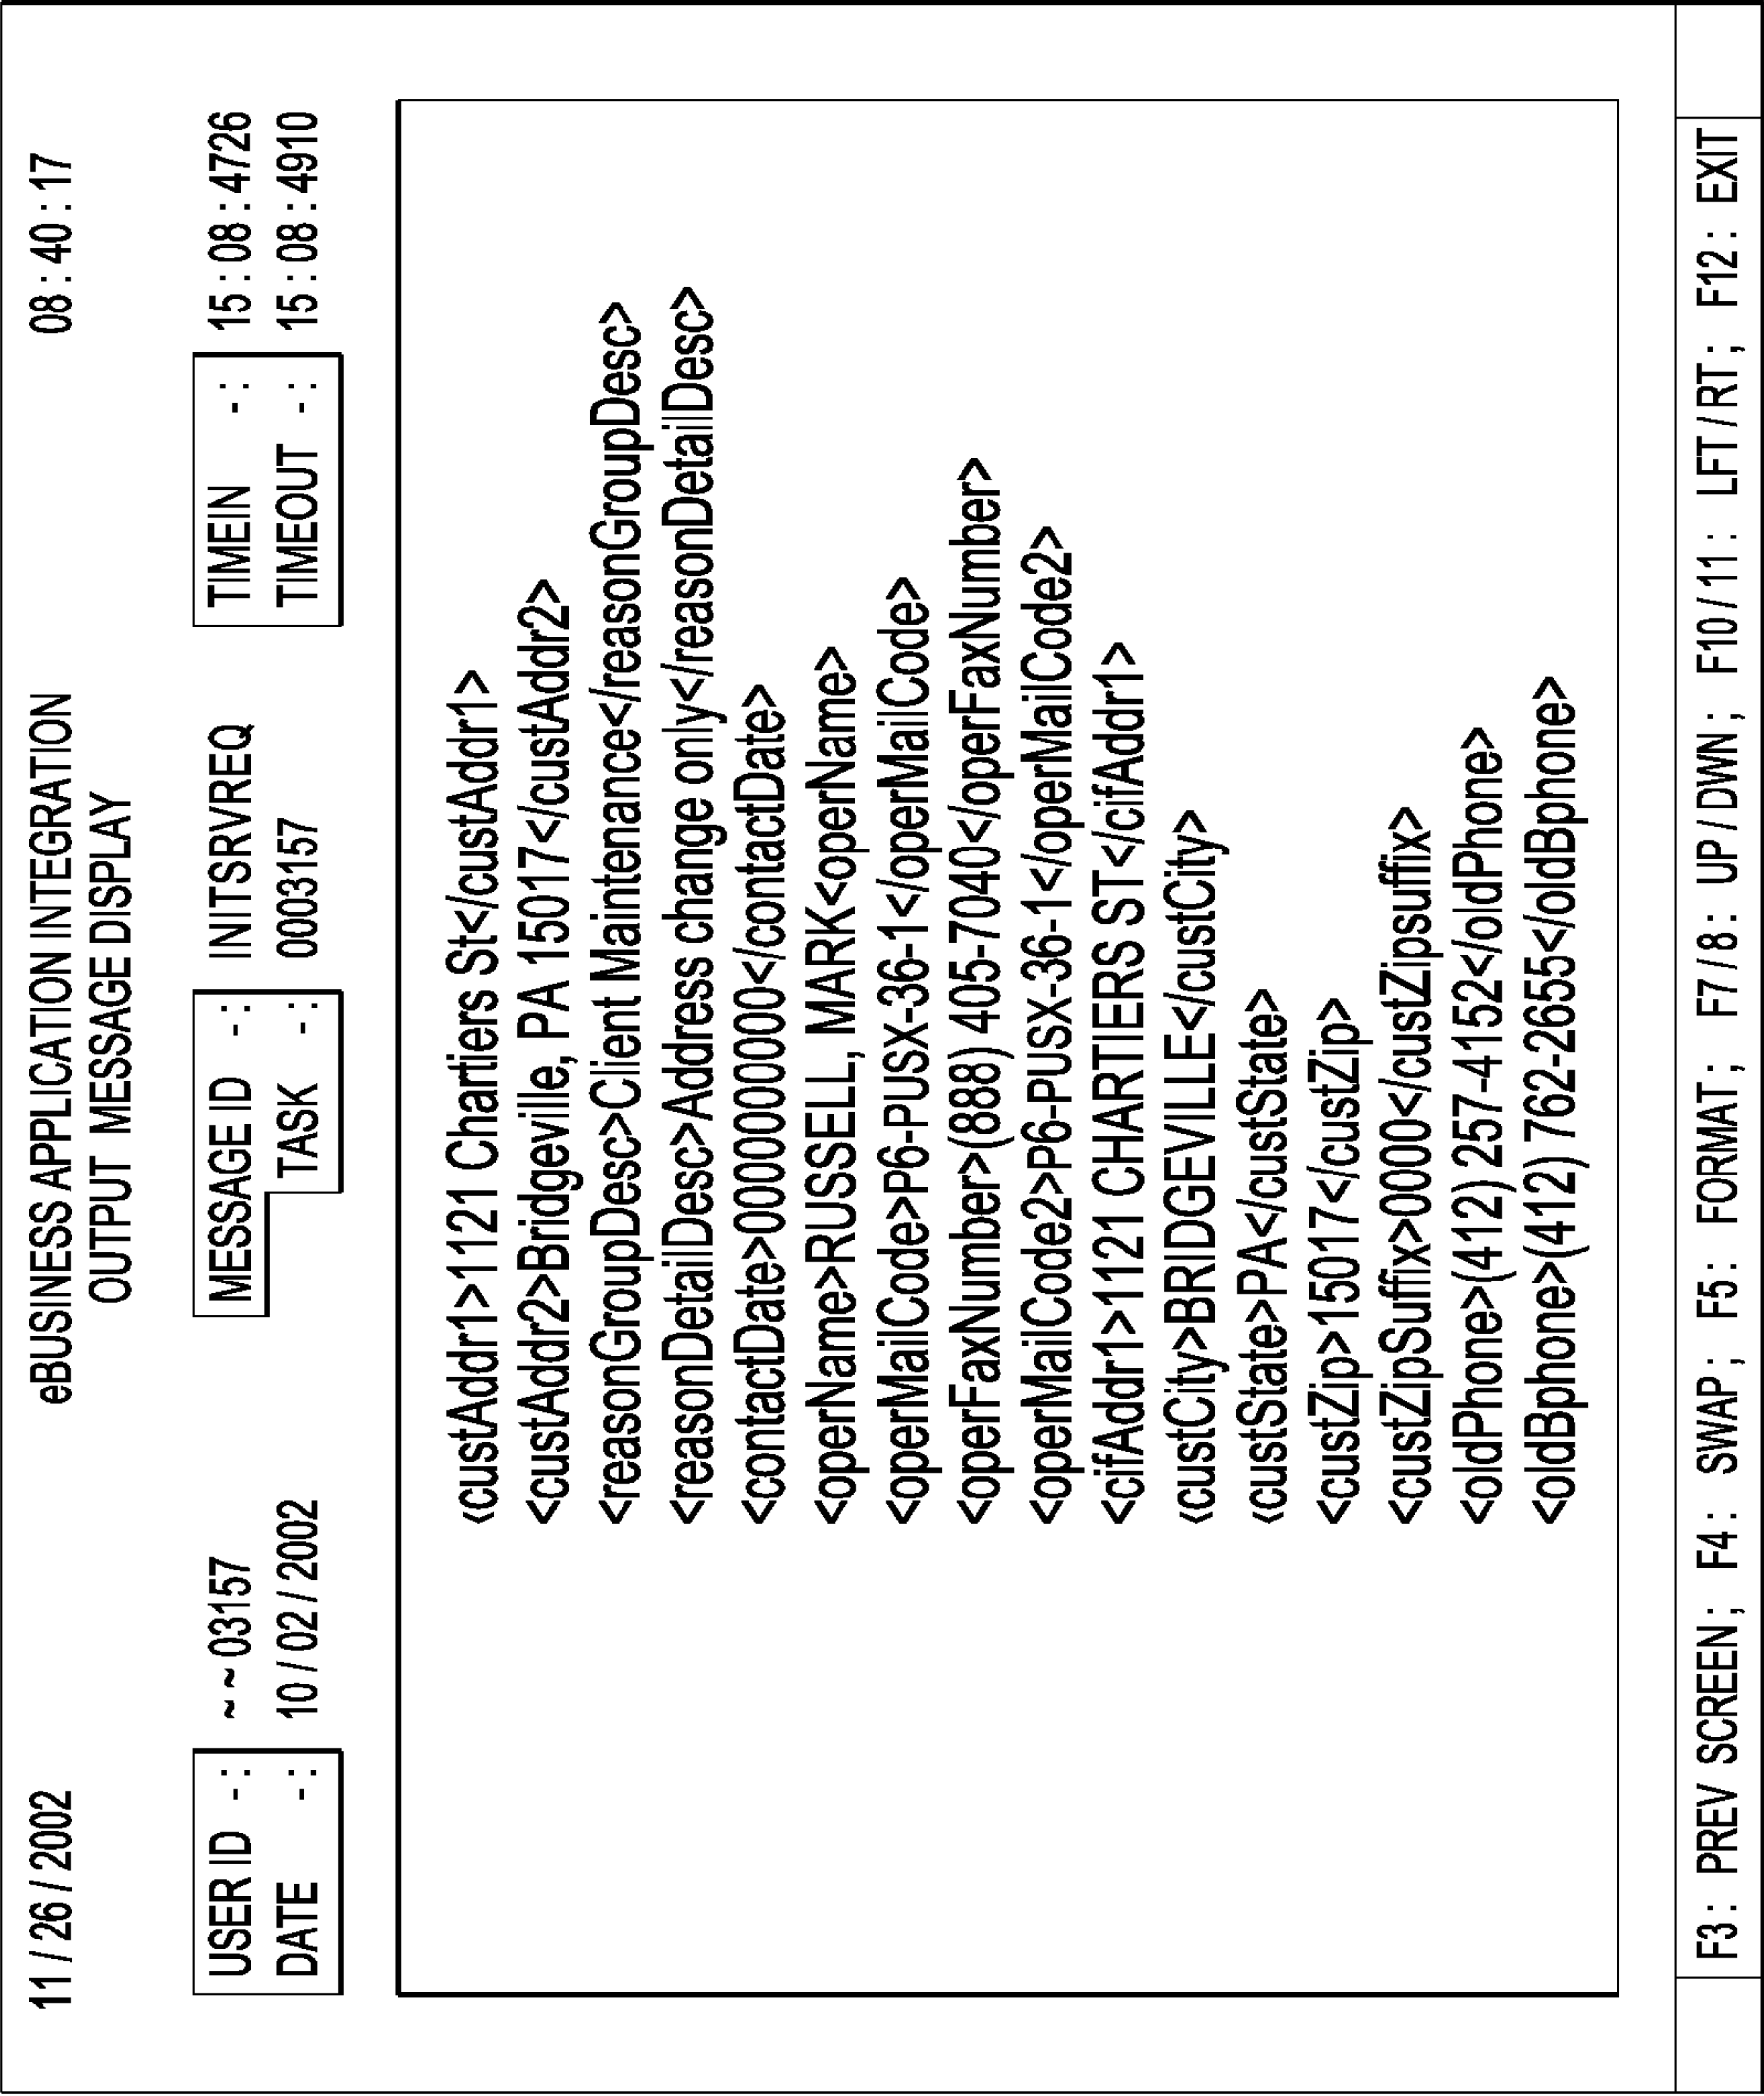 11 / 26 / 2002 eBUSINESS APPLICATION INTEGRATION 08 : 40 : 17
OUTPUT MESSAGE DISPLAY
USER ID -: ~ ~ 03157 MESSAGE ID -: INITSRVREQ TIMEIN -: 15 : 08 : 4726
DATE -: 10 / 02 / 2002 TASK -: 0003157 TIMEOUT -: 15 : 08 : 4910
<custAddr1>1121 Chartiers St</custAddr1>
<custAddr2>Bridgeville, PA 15017</custAddr2>
<reasonGroupDesc>Client Maintenance</reasonGroupDesc>
<reasonDetailDesc>Address change only</reasonDetailDesc>
<contactDate>0000000000</contactDate>
<operName>RUSSELL, MARK<operName>
<operMailCode>P6-PUSX-36-1</operMailCode>
<operFaxNumber>(888) 405-7040</operFaxNumber>
<operMailCode2>P6-PUSX-36-1</operMailCode2>
<cifAddr1>1121 CHARTIERS ST</cifAddr1>
<custCity>BRIDGEVILLE</custCity>
<custState>PA</custState>
<custZip>15017</custZip>
<custZipSuffix>0000</custZipsuffix>
<oldPhone>(412) 257-4152</oldPhone>
<oldBphone>(412) 762-2655</oldBphone>
F3 : PREV SCREEN ; F4 : SWAP ; F5 : FORMAT ; F7 / 8 : UP / DWN ; F10 / 11 : LFT / RT ; F12 : EXIT